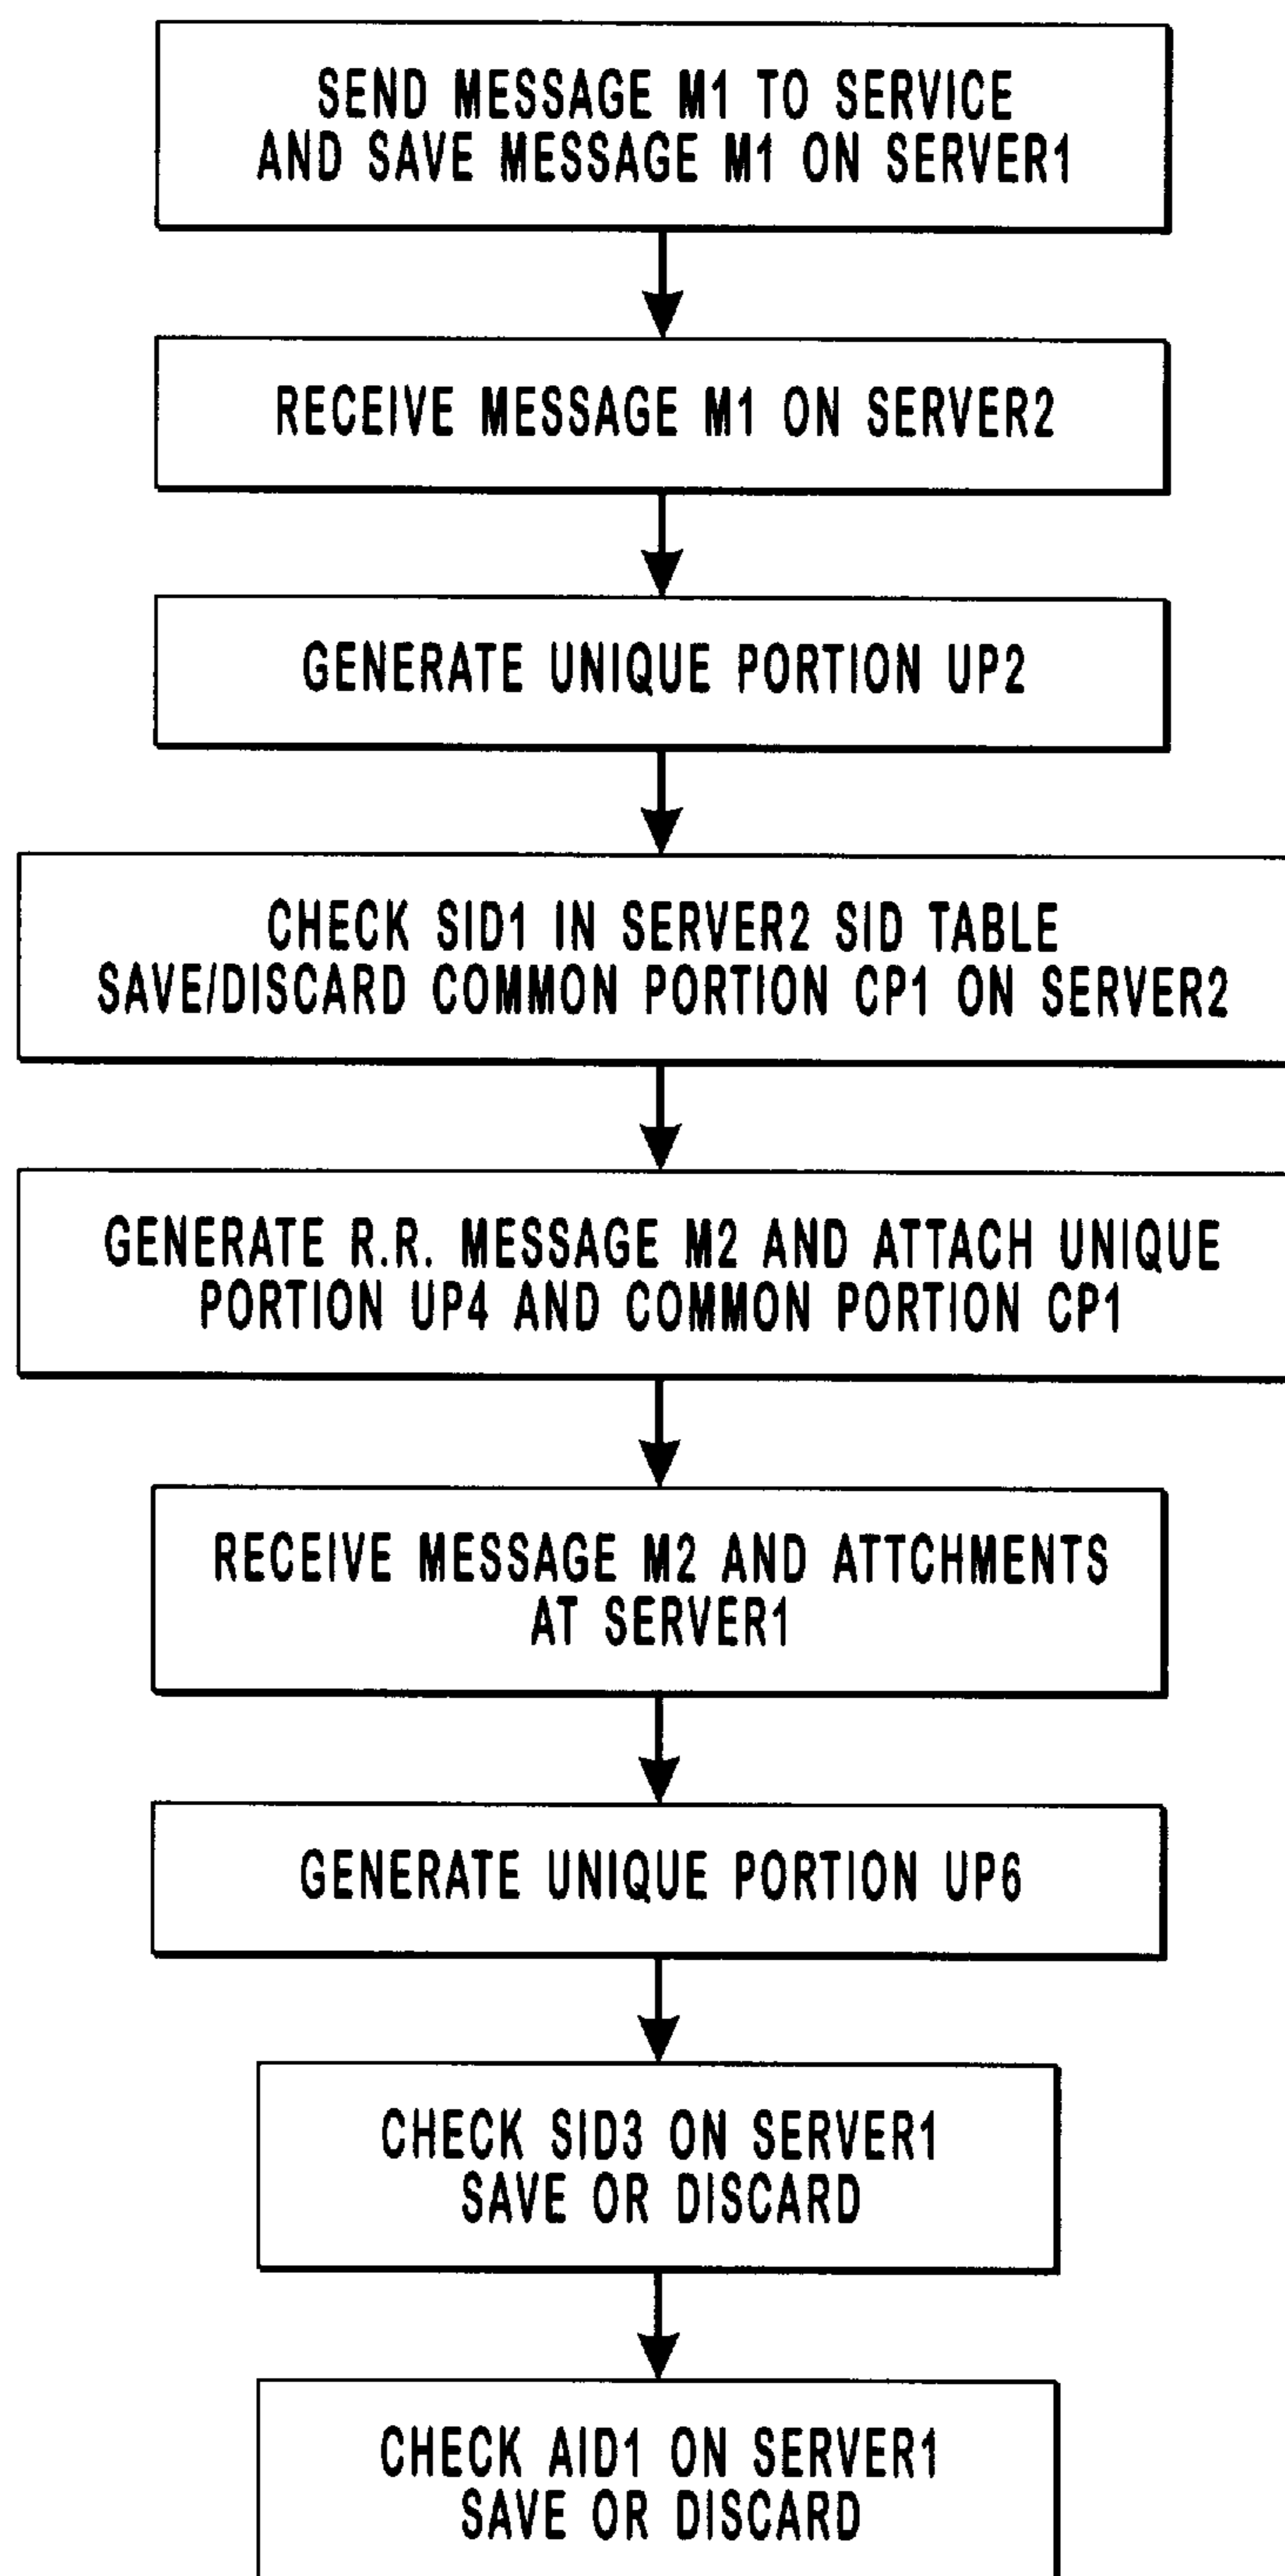 SEND MESSAGE M1 TO SERVICE
AND SAVE MESSAGE M1 ON SERVER1
RECEIVE MESSAGE M1 ON SERVER2
GENERATE UNIQUE PORTION UP2
CHECK SID1 IN SERVER2 SID TABLE
SAVE/DISCARD COMMON PORTION CP1 ON SERVER2
GENERATE R.R. MESSAGE M2 AND ATTACH UNIQUE
PORTION UP4 AND COMMON PORTION CP1
RECEIVE MESSAGE M2 AND ATTCHMENTS
AT SERVER1
GENERATE UNIQUE PORTION UP6
CHECK SID3 ON SERVER1
SAVE OR DISCARD
CHECK AID1 ON SERVER1
SAVE OR DISCARD